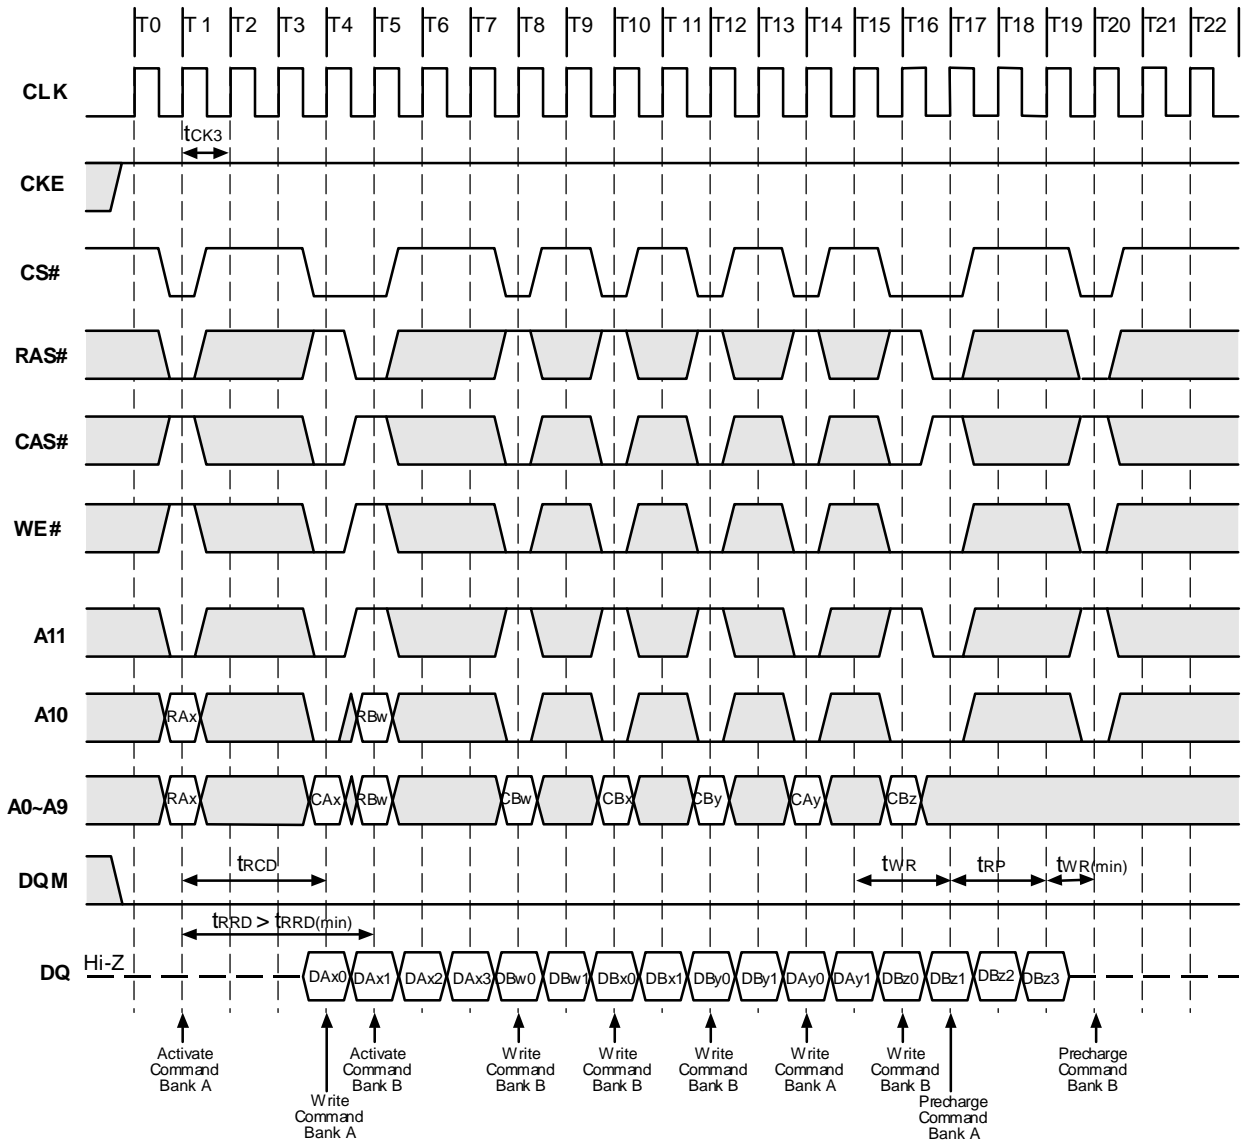 T0 T1 T2 T3 T4 T5 T6 T7 T8 T9 T10 T11 T12 T13 T14 T15 T16 T17 T18 T19 T20 T21 T22
CLK
tCK3
CKE
CS#
RAS#
CAS#
WE#
A11
A10 RAx RBw
A0~A9 RAx CAx RBw CBw CBx CBy CAy CBz
DQM tRCD tWR tRP tWR(min)
tRRD > tRRD(min)
DQ Hi-Z DAx0 DAx1 DAx2 DAx3 DBw0 DBw1 DBx0 DBx1 DBy0 DBy1 DAy0 DAy1 DBz0 DBz1 DBz2 DBz3
Activate
Command
Bank A
Write
Command
Bank A
Activate
Command
Bank B
Write
Command
Bank B
Write
Command
Bank B
Write
Command
Bank B
Write
Command
Bank A
Write
Command
Bank B
Precharge
Command
Bank A
Precharge
Command
Bank B